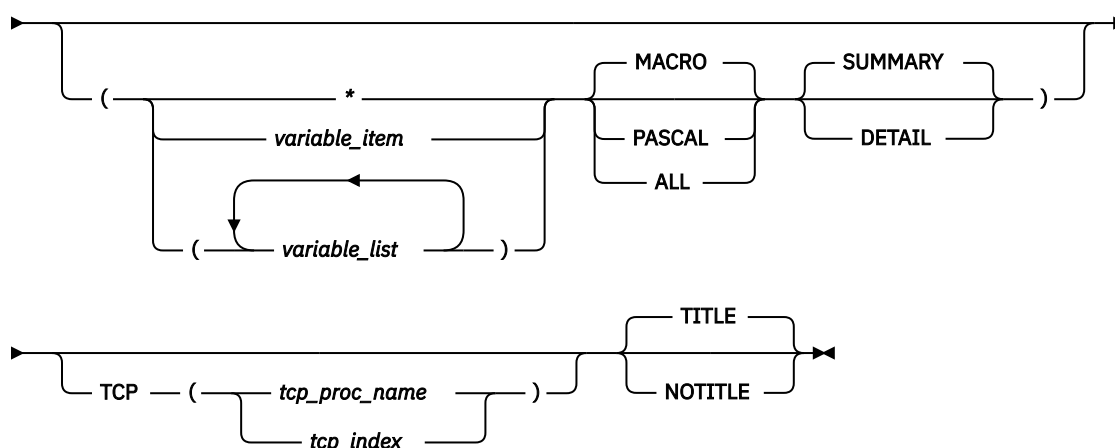 MACRO SUMMARY
( * )
variable_item PASCAL DETAIL
ALL
( variable_list )
TITLE
TCP ( tcp_proc_name ) NOTITLE
tcp_index